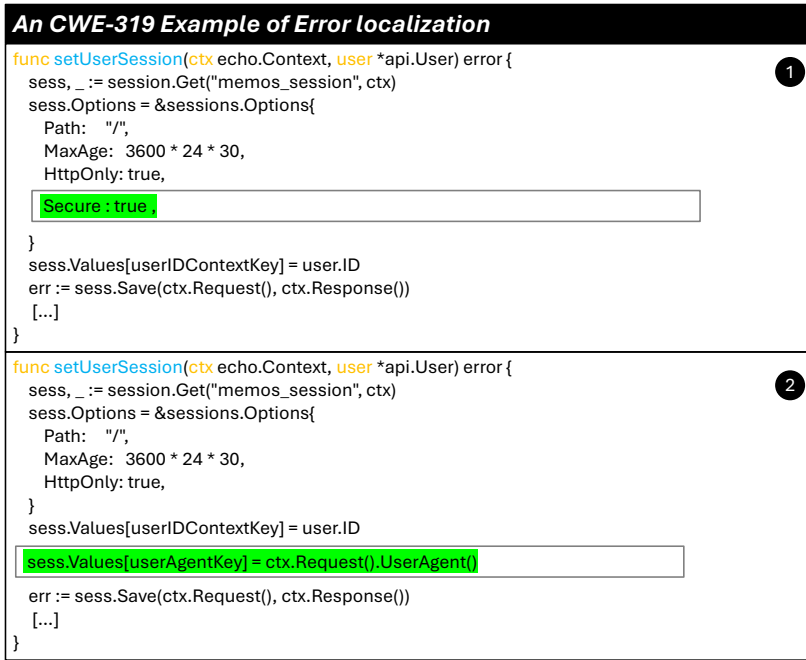 An CWE-319 Example of Error localization
func setUserSession(ctx echo.Context, user *api.User) error {
1
sess, _ := session.Get("memos_session", ctx)
sess.Options = &sessions.Options{
Path: "/",
MaxAge: 3600 * 24 * 30,
HttpOnly: true,
Secure : true ,
}
sess.Values[userIDContextKey] = user.ID
err := sess.Save(ctx.Request(), ctx.Response())
[...]
}
func setUserSession(ctx echo.Context, user *api.User) error {
2
sess, _ := session.Get("memos_session", ctx)
sess.Options = &sessions.Options{
Path: "/",
MaxAge: 3600 * 24 * 30,
HttpOnly: true,
}
sess.Values[userIDContextKey] = user.ID
sess.Values[userAgentKey] = ctx.Request().UserAgent()
err := sess.Save(ctx.Request(), ctx.Response())
[...]
}